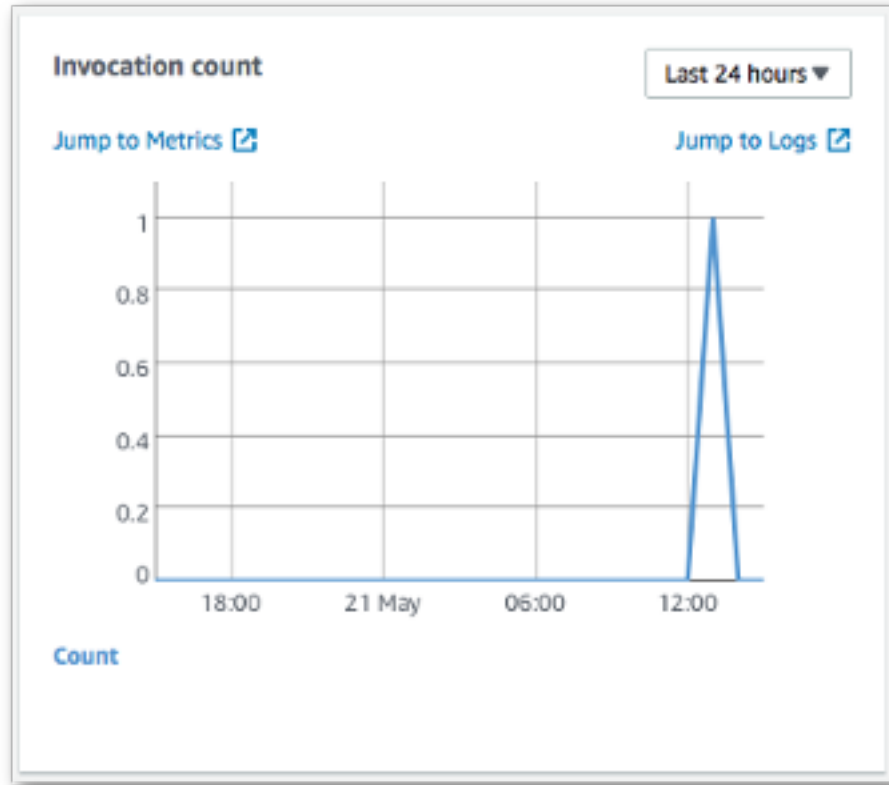 Invocation count
Last 24 hours
Jump to Metrics
Jump to Logs
1
0.8
0.6
0.4
0.2
0
18:00 21 May 06:00 12:00
Count